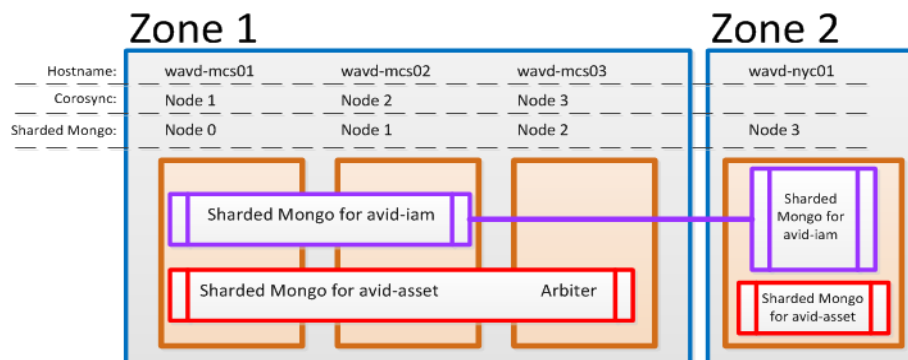 Zone 1 Zone 2
Hostname: wavd-mcs01 wavd-mcs02 wavd-mcs03 wavd-nyc01
Corosync: Node 1 Node 2 Node 3
Sharded Mongo: Node 0 Node 1 Node 2 Node 3
Sharded Mongo for avid-iam
Sharded
Mongo for
avid-iam
Sharded Mongo for avid-asset Arbiter
Sharded Mongo
for avid-asset